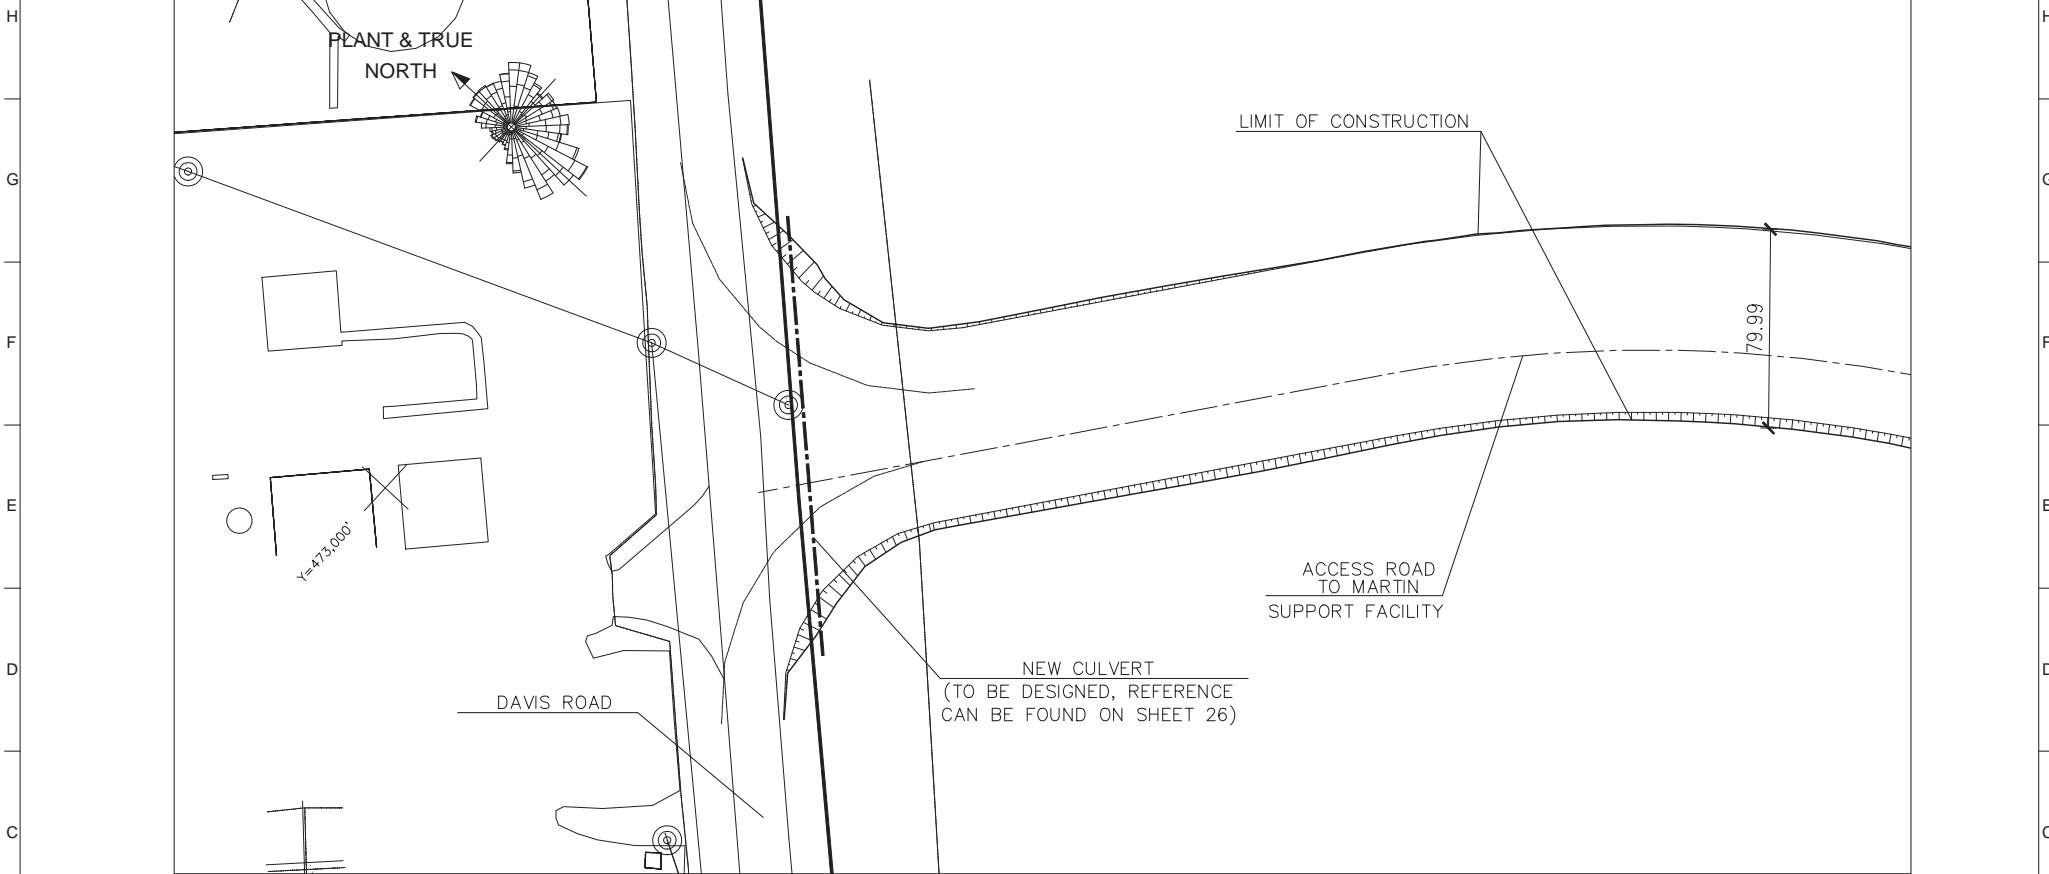 H
H
PLANT & TRUE
NORTH
LIMIT OF CONSTRUCTION
G
G
79.99
F
F
E
E
Y=473,000'
ACCESS ROAD
TO MARTIN
SUPPORT FACILITY
D
D
NEW CULVERT
(TO BE DESIGNED, REFERENCE
CAN BE FOUND ON SHEET 26)
DAVIS ROAD
C
C